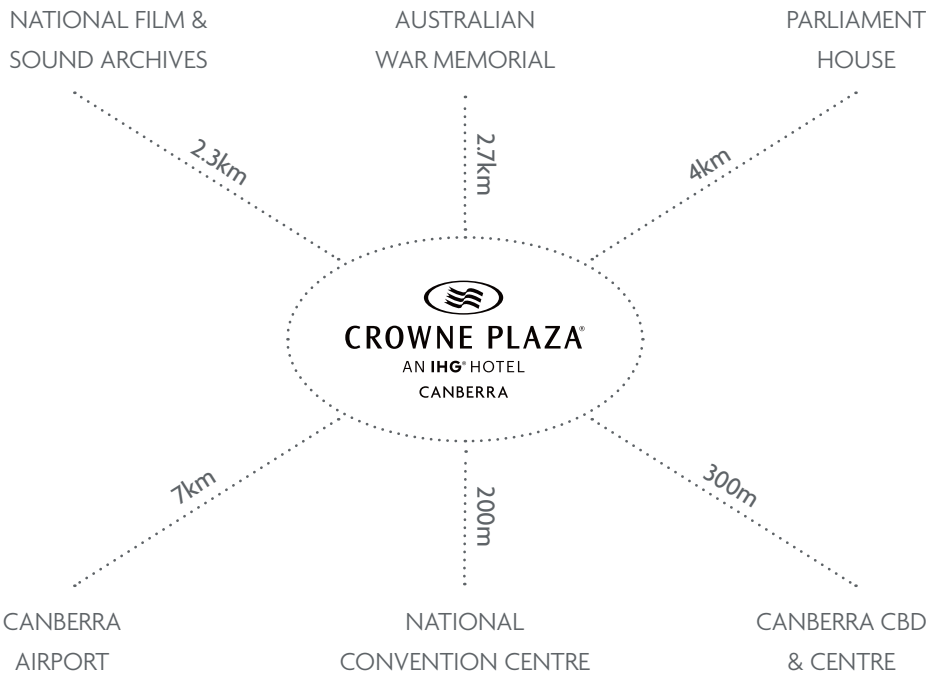 NATIONAL FILM &
SOUND ARCHIVES
AUSTRALIAN
WAR MEMORIAL
PARLIAMENT
HOUSE
2.3km
2.7km
4km
CROWNE PLAZA®
AN IHG® HOTEL
CANBERRA
7km
200m
300m
CANBERRA
AIRPORT
NATIONAL
CONVENTION CENTRE
CANBERRA CBD
& CENTRE